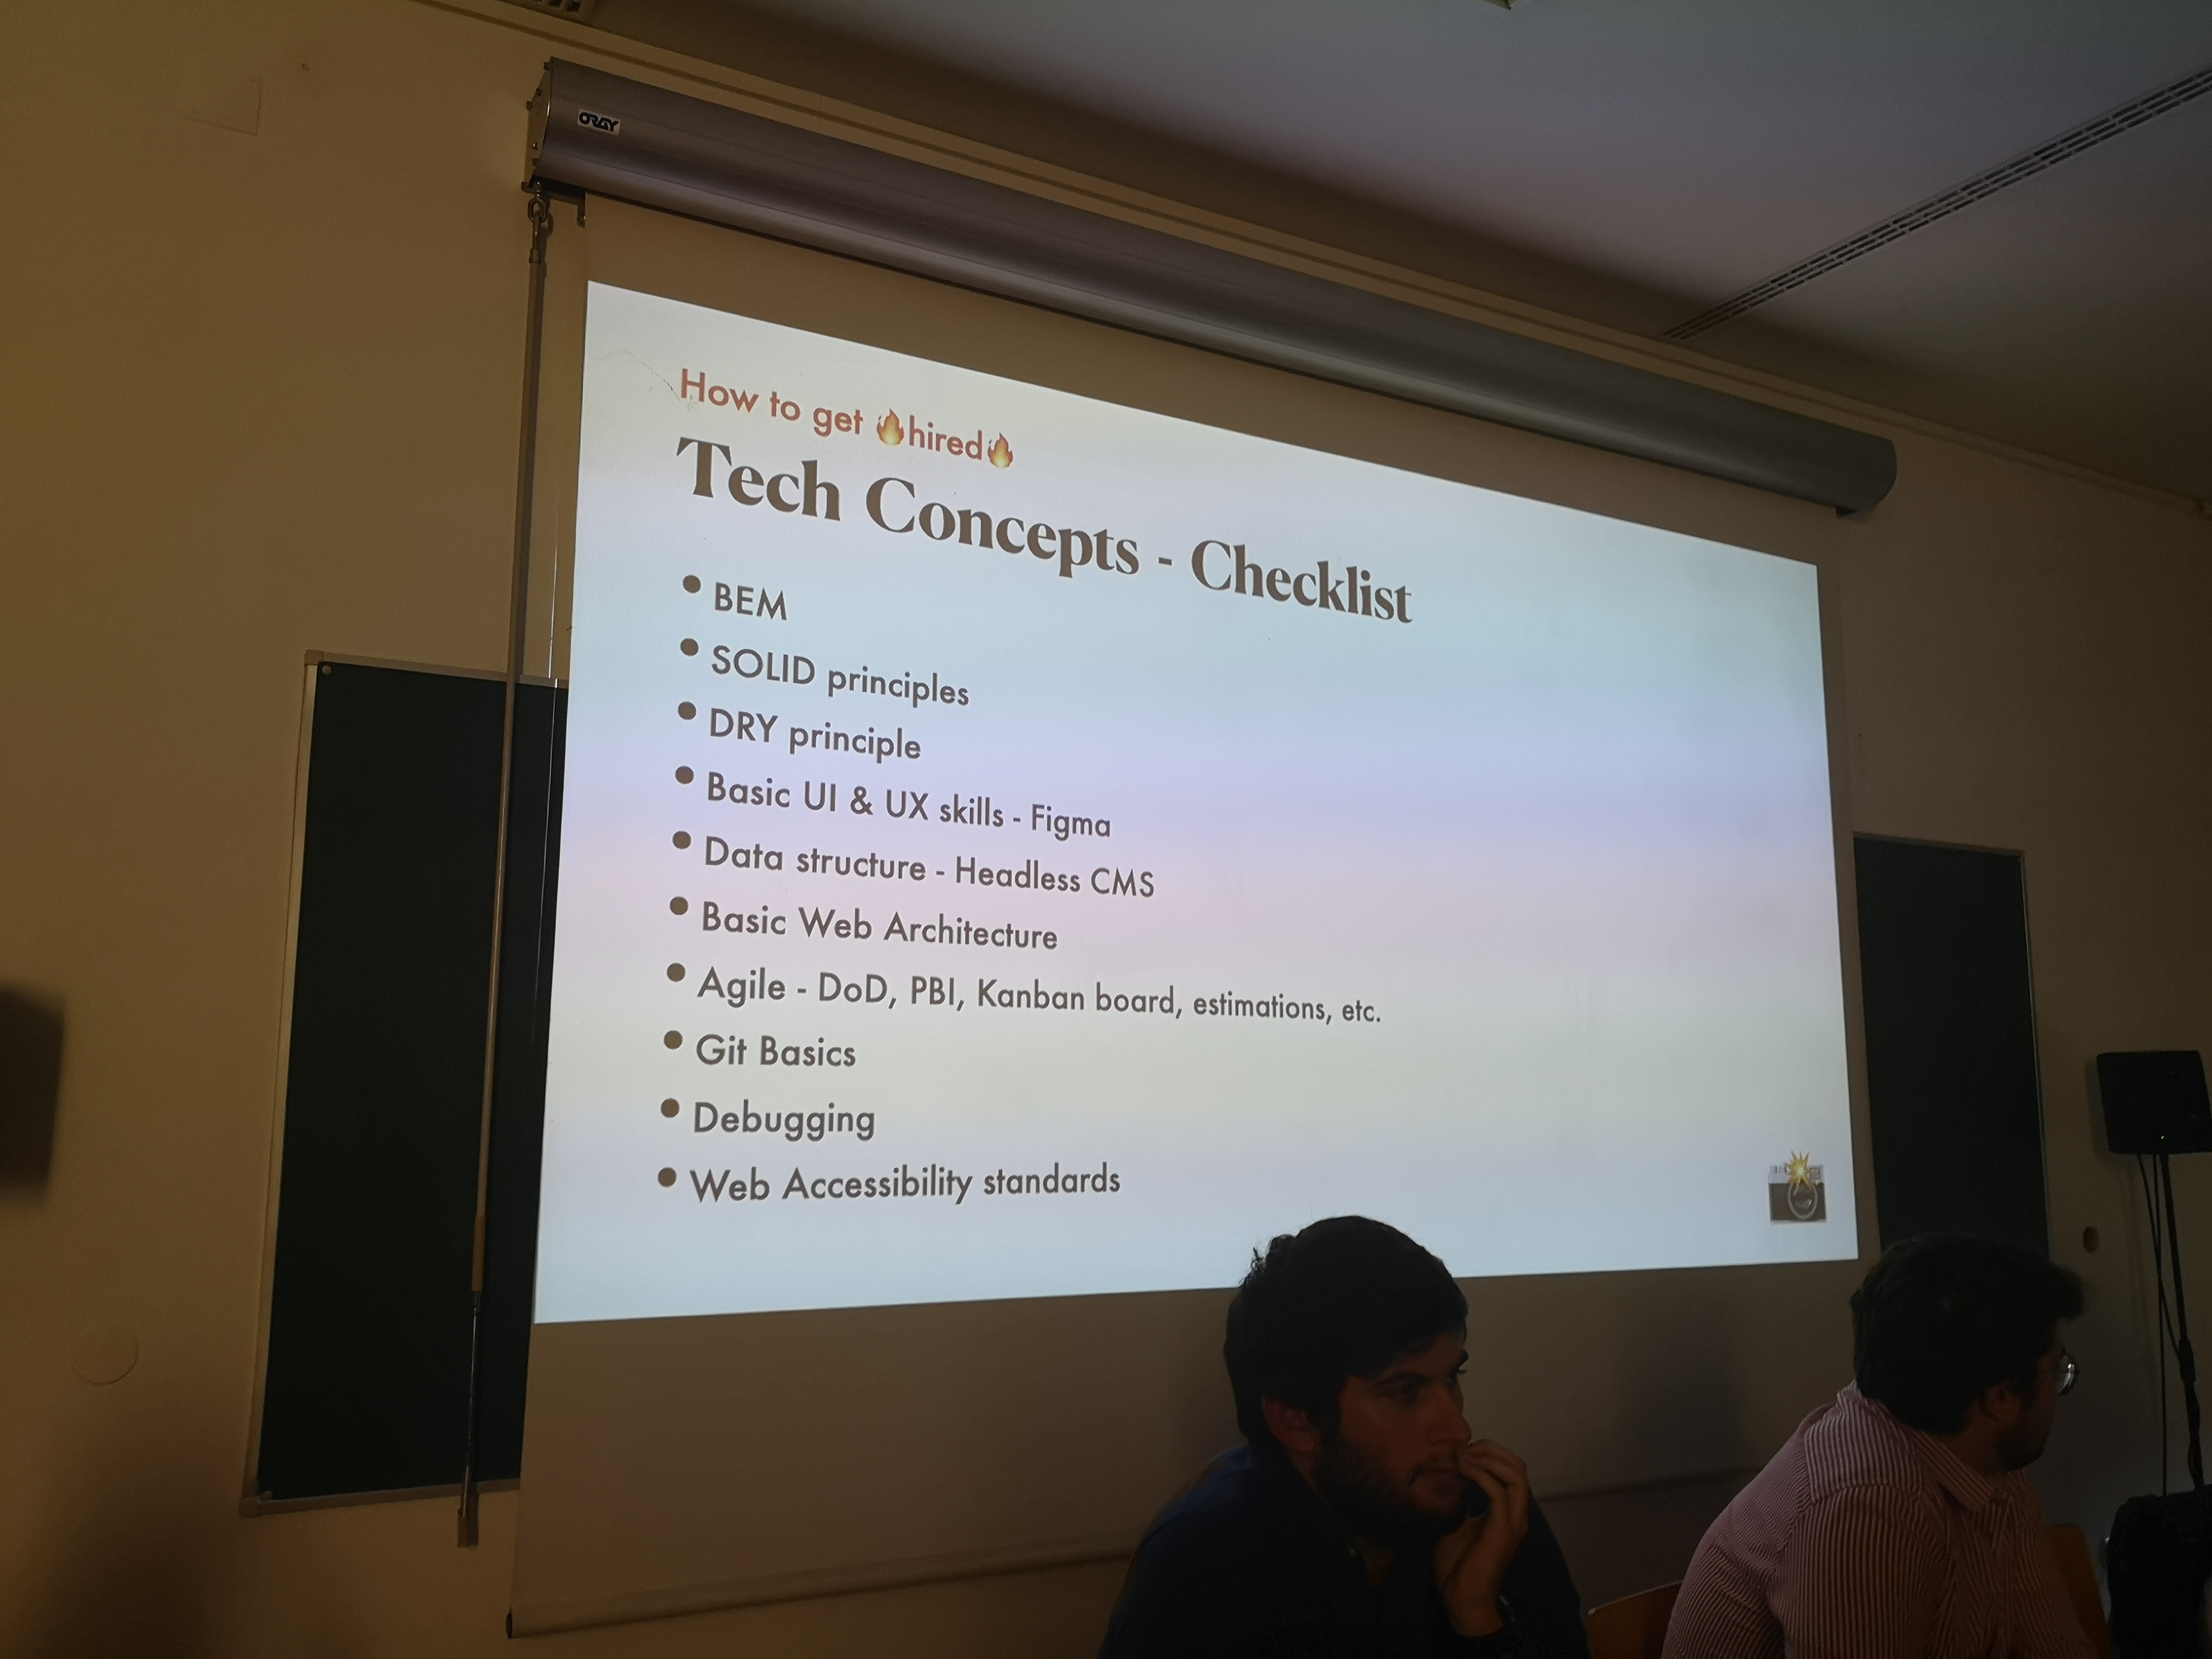 ORAY
How to get 🔥hired🔥
Tech Concepts - Checklist
• BEM
• SOLID principles
• DRY principle
• Basic UI & UX skills - Figma
• Data structure - Headless CMS
• Basic Web Architecture
• Agile - DoD, PBI, Kanban board, estimations, etc.
• Git Basics
• Debugging
• Web Accessibility standards